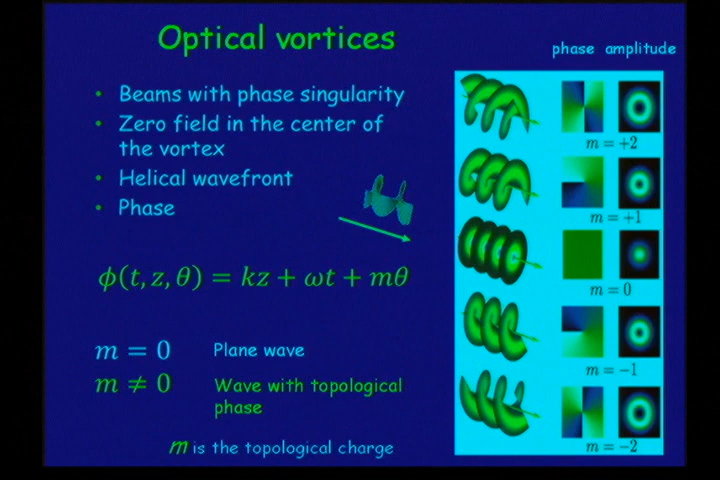 Optical vortices
phase amplitude
• Beams with phase singularity
• Zero field in the center of
the vortex
• Helical wavefront
• Phase
ϕ(t, z, θ) = kz + ωt + mθ
m = 0 Plane wave
m ≠ 0 Wave with topological
phase
m is the topological charge
m = +2
m = +1
m = 0
m = −1
m = −2